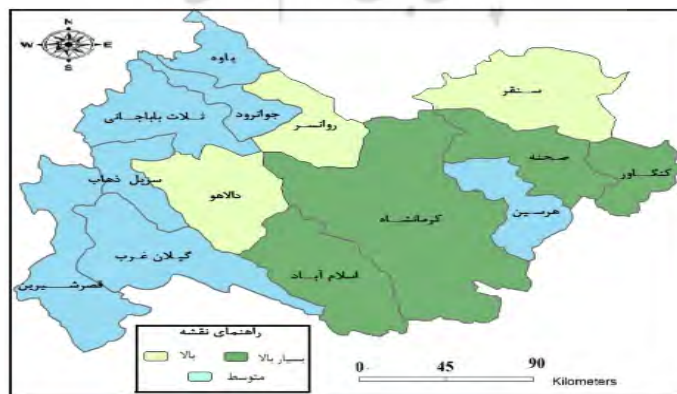 N
W E
S
پاوه
سنقر
ثلاث باباجانی
جوانرود
روانسر
صحنه
کنگاور
سرپل ذهاب
دالاهو
هرسین
کرمانشاه
گیلان غرب
اسلام آباد
قصرشیرین
راهنمای نقشه
بالا
بسیار بالا
متوسط
0 45 90
Kilometers